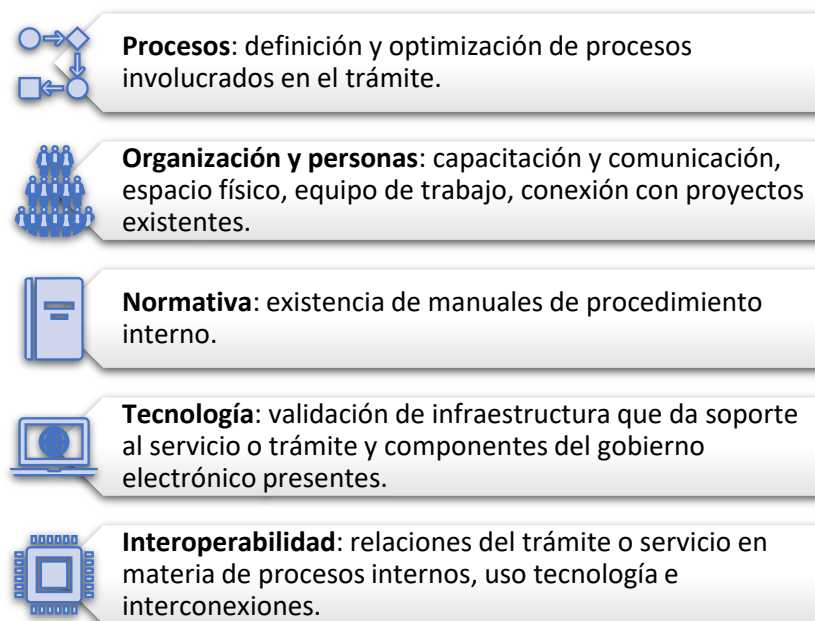 Procesos: definición y optimización de procesos
involucrados en el trámite.
Organización y personas: capacitación y comunicación,
espacio físico, equipo de trabajo, conexión con proyectos
existentes.
Normativa: existencia de manuales de procedimiento
interno.
Tecnología: validación de infraestructura que da soporte
al servicio o trámite y componentes del gobierno
electrónico presentes.
Interoperabilidad: relaciones del trámite o servicio en
materia de procesos internos, uso tecnología e
interconexiones.